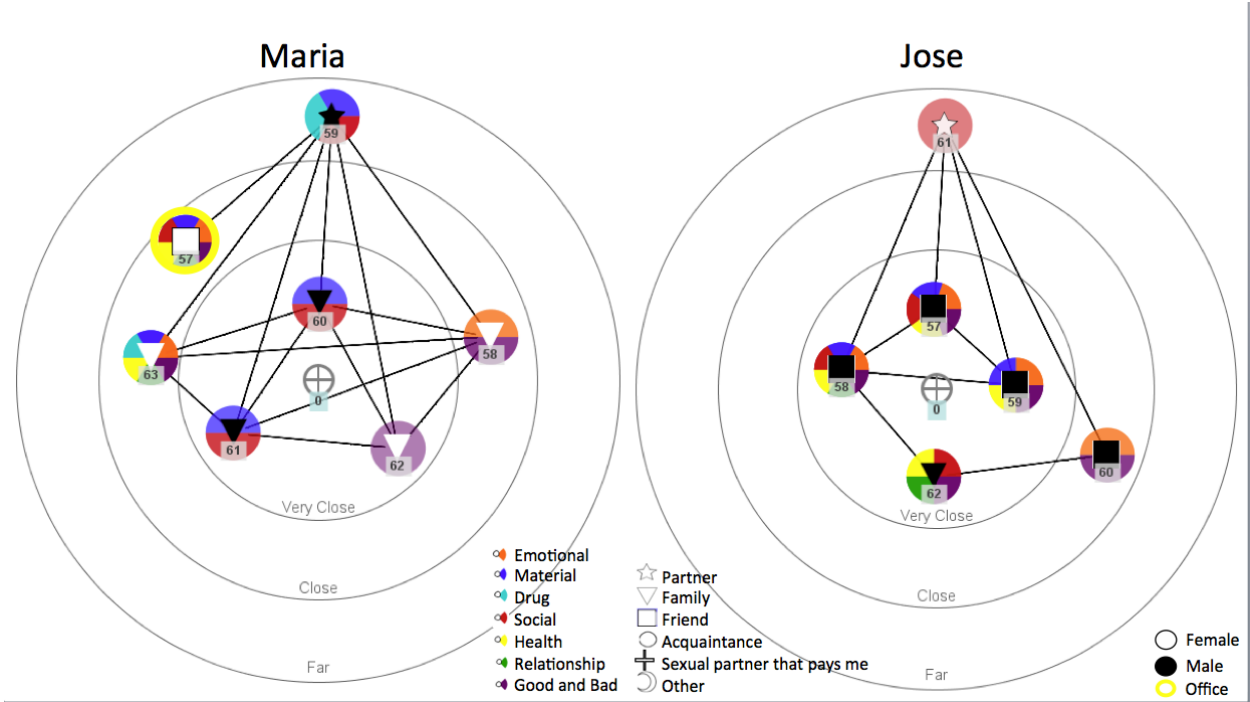 Maria
Jose
59
61
57
60
57
58
63
58
59
0
0
61
62
60
62
Very Close
Very Close
Close
Close
Far
Far
Emotional
Material
Drug
Social
Health
Relationship
Good and Bad
Partner
Family
Friend
Acquaintance
Sexual partner that pays me
Other
Female
Male
Office